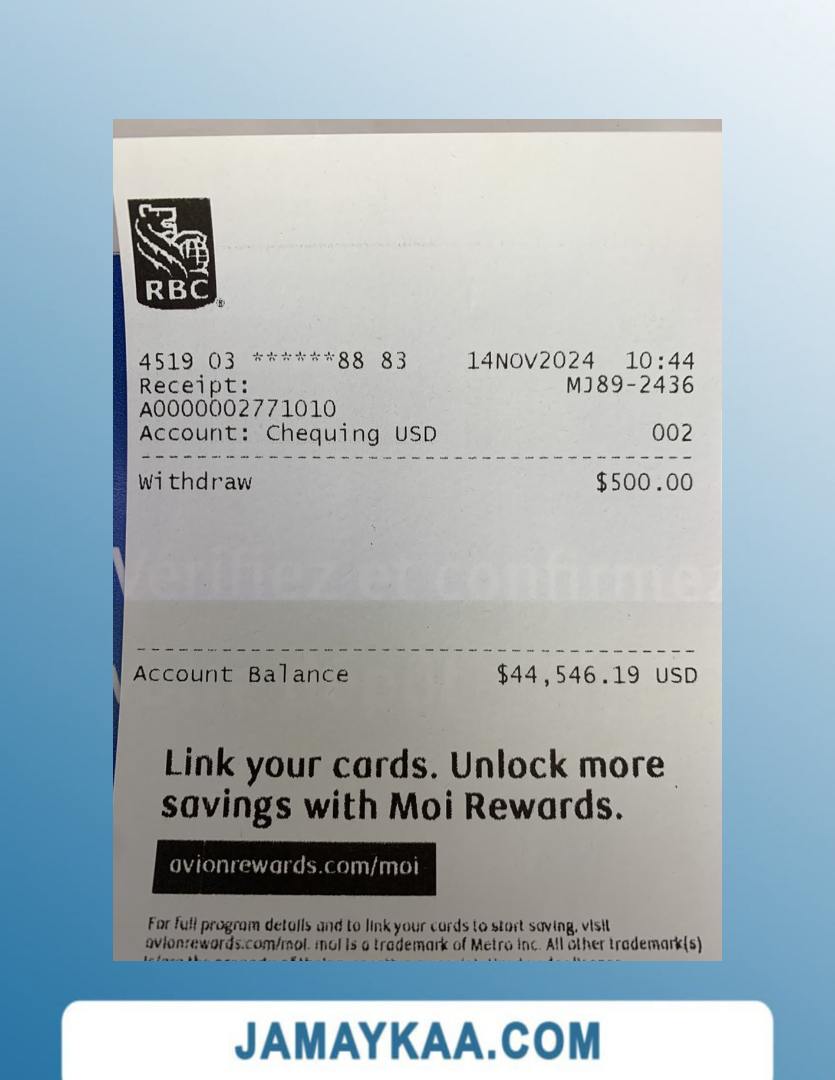 RBC
®
4519 03 ******88 83 14NOV2024 10:44
Receipt: MJ89-2436
A0000002771010
Account: Chequing USD 002
Withdraw $500.00
Vérifiez et confirmez
Account Balance $44,546.19 USD
Link your cards. Unlock more
savings with Moi Rewards.
avionrewards.com/moi
For full program details and to link your cards to start saving, visit
avionrewards.com/moi. moi is a trademark of Metro Inc. All other trademark(s)
JAMAYKAA.COM